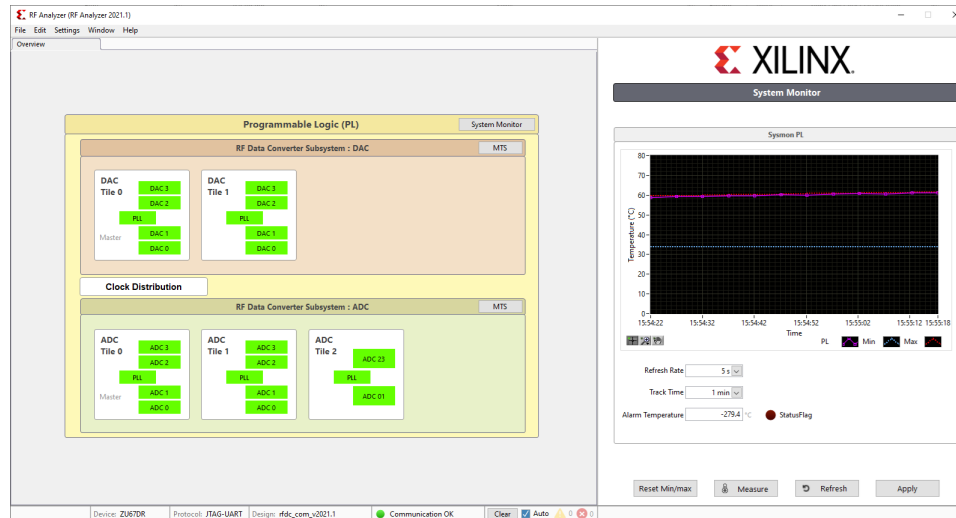 RF Analyzer (RF Analyzer 2021.1)
File Edit Settings Window Help
Overview
XILINX.
System Monitor
Programmable Logic (PL)
System Monitor
RF Data Converter Subsystem : DAC
MTS
DAC
Tile 0
DAC 3
DAC 2
PLL
Master
DAC 1
DAC 0
DAC
Tile 1
DAC 3
DAC 2
PLL
DAC 1
DAC 0
Clock Distribution
RF Data Converter Subsystem : ADC
MTS
ADC
Tile 0
ADC 3
ADC 2
PLL
Master
ADC 1
ADC 0
ADC
Tile 1
ADC 3
ADC 2
PLL
ADC 1
ADC 0
ADC
Tile 2
ADC 23
PLL
ADC 01
Sysmon PL
Temperature (°C)
80
70
60
50
40
30
20
10
0
15:54:22 15:54:32 15:54:42 15:54:52 15:55:02 15:55:12 15:55:18
Time
PL Min Max
Refresh Rate 5 s
Track Time 1 min
Alarm Temperature -279.4 °C StatusFlag
Reset Min/max Measure Refresh Apply
Device: ZU67DR Protocol: JTAG-UART Design: rfdc_com_v2021.1 Communication OK Clear Auto 0 0